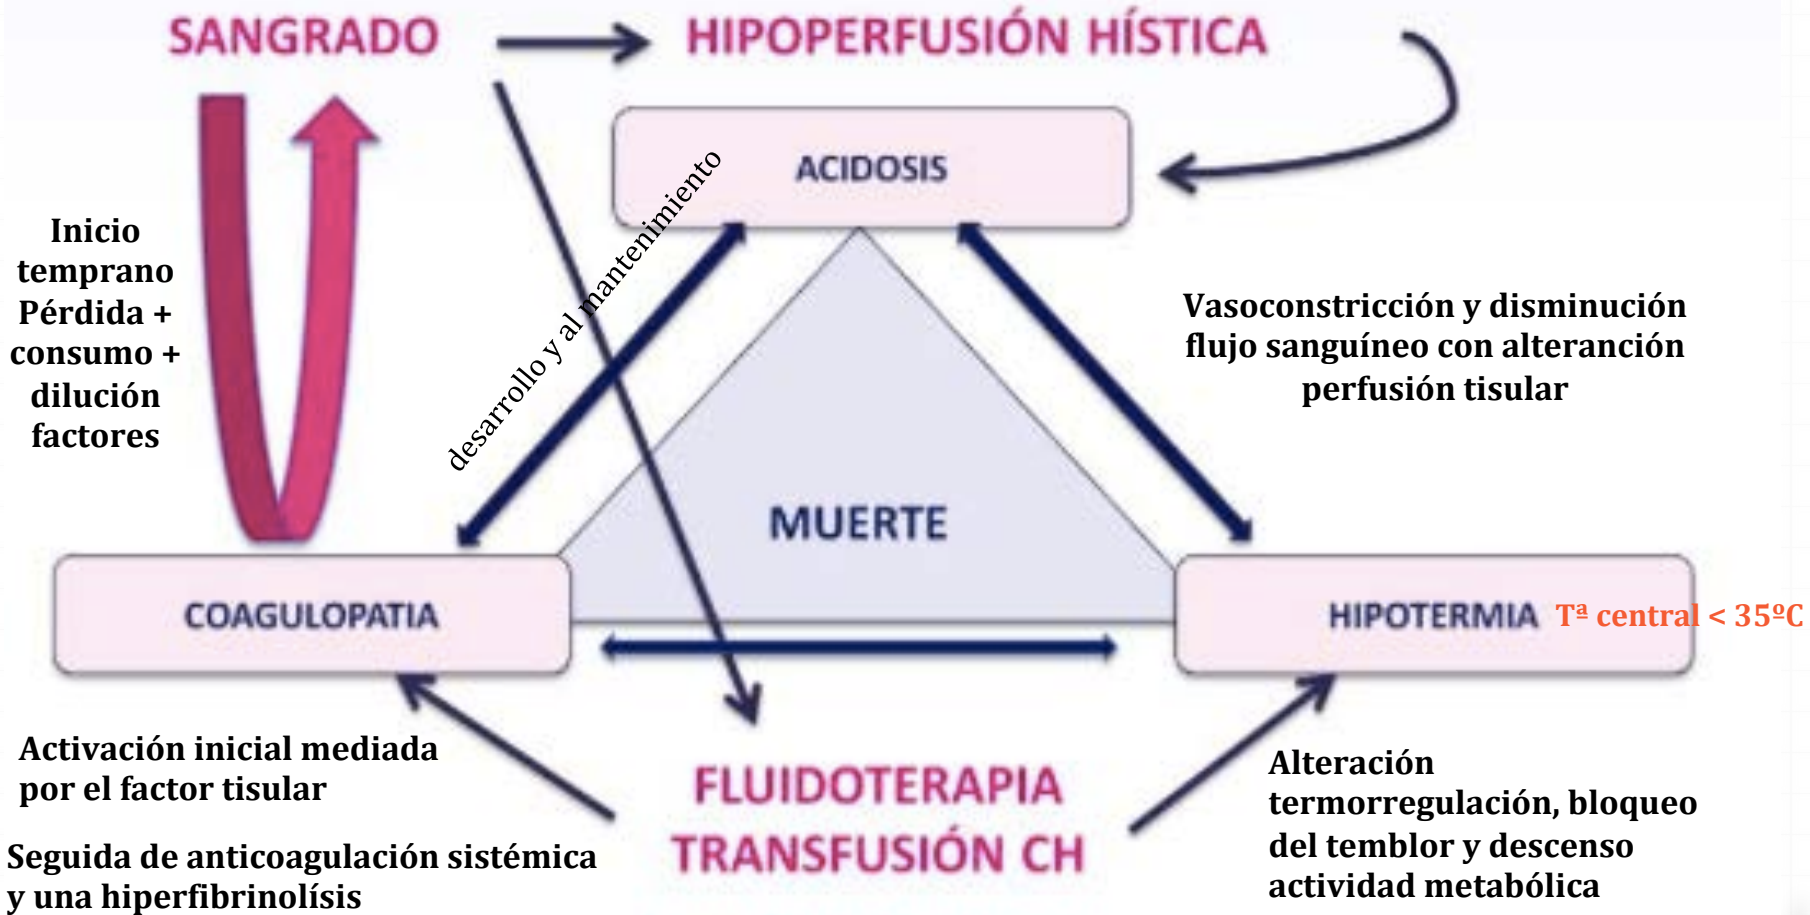 SANGRADO
HIPOPERFUSIÓN HÍSTICA
ACIDOSIS
desarrollo y al mantenimiento
Inicio
temprano
Pérdida +
consumo +
dilución
factores
Vasoconstricción y disminución
flujo sanguíneo con alteranción
perfusión tisular
MUERTE
COAGULOPATIA
HIPOTERMIA
Tª central < 35ºC
Activación inicial mediada
por el factor tisular
Seguida de anticoagulación sistémica
y una hiperfibrinolísis
FLUIDOTERAPIA
TRANSFUSIÓN CH
Alteración
termorregulación, bloqueo
del temblor y descenso
actividad metabólica